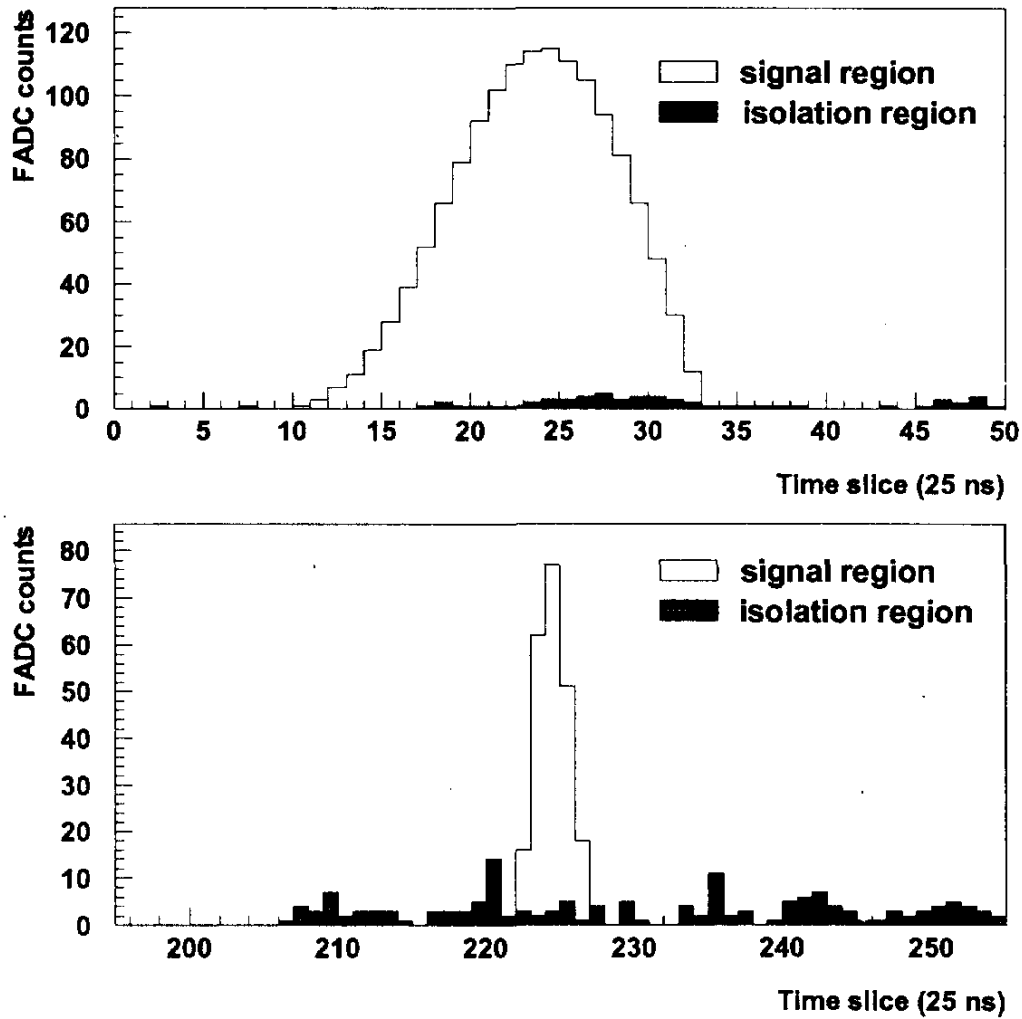 FADC counts
120
100
80
60
40
20
0
signal region
isolation region
0 5 10 15 20 25 30 35 40 45 50
Time slice (25 ns)
FADC counts
80
70
60
50
40
30
20
10
0
signal region
isolation region
200 210 220 230 240 250
Time slice (25 ns)